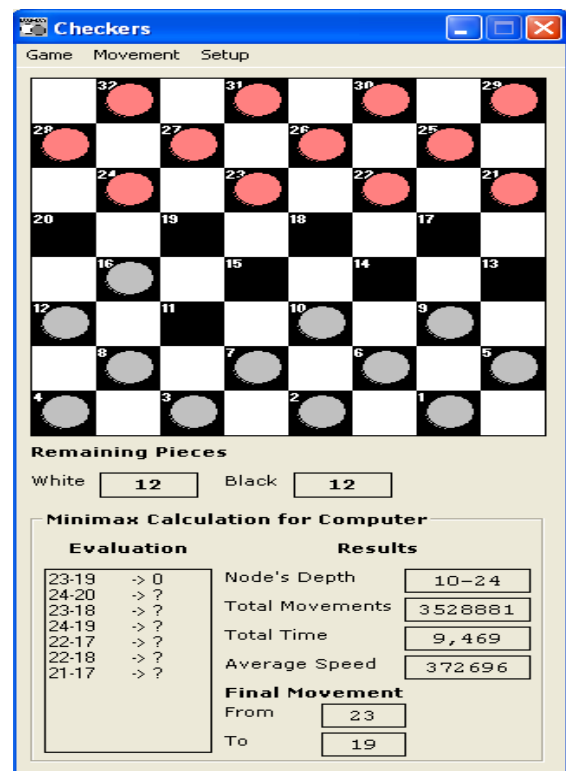 Checkers
Game Movement Setup
32 31 30 29
28 27 26 25
24 23 22 21
20 19 18 17
16 15 14 13
12 11 10 9
8 7 6 5
4 3 2 1
Remaining Pieces
White 12 Black 12
Minimax Calculation for Computer
Evaluation Results
23-19 -> 0
24-20 -> ?
23-18 -> ?
24-19 -> ?
22-17 -> ?
22-18 -> ?
21-17 -> ?
Node's Depth 10-24
Total Movements 3528881
Total Time 9,469
Average Speed 372696
Final Movement
From 23
To 19